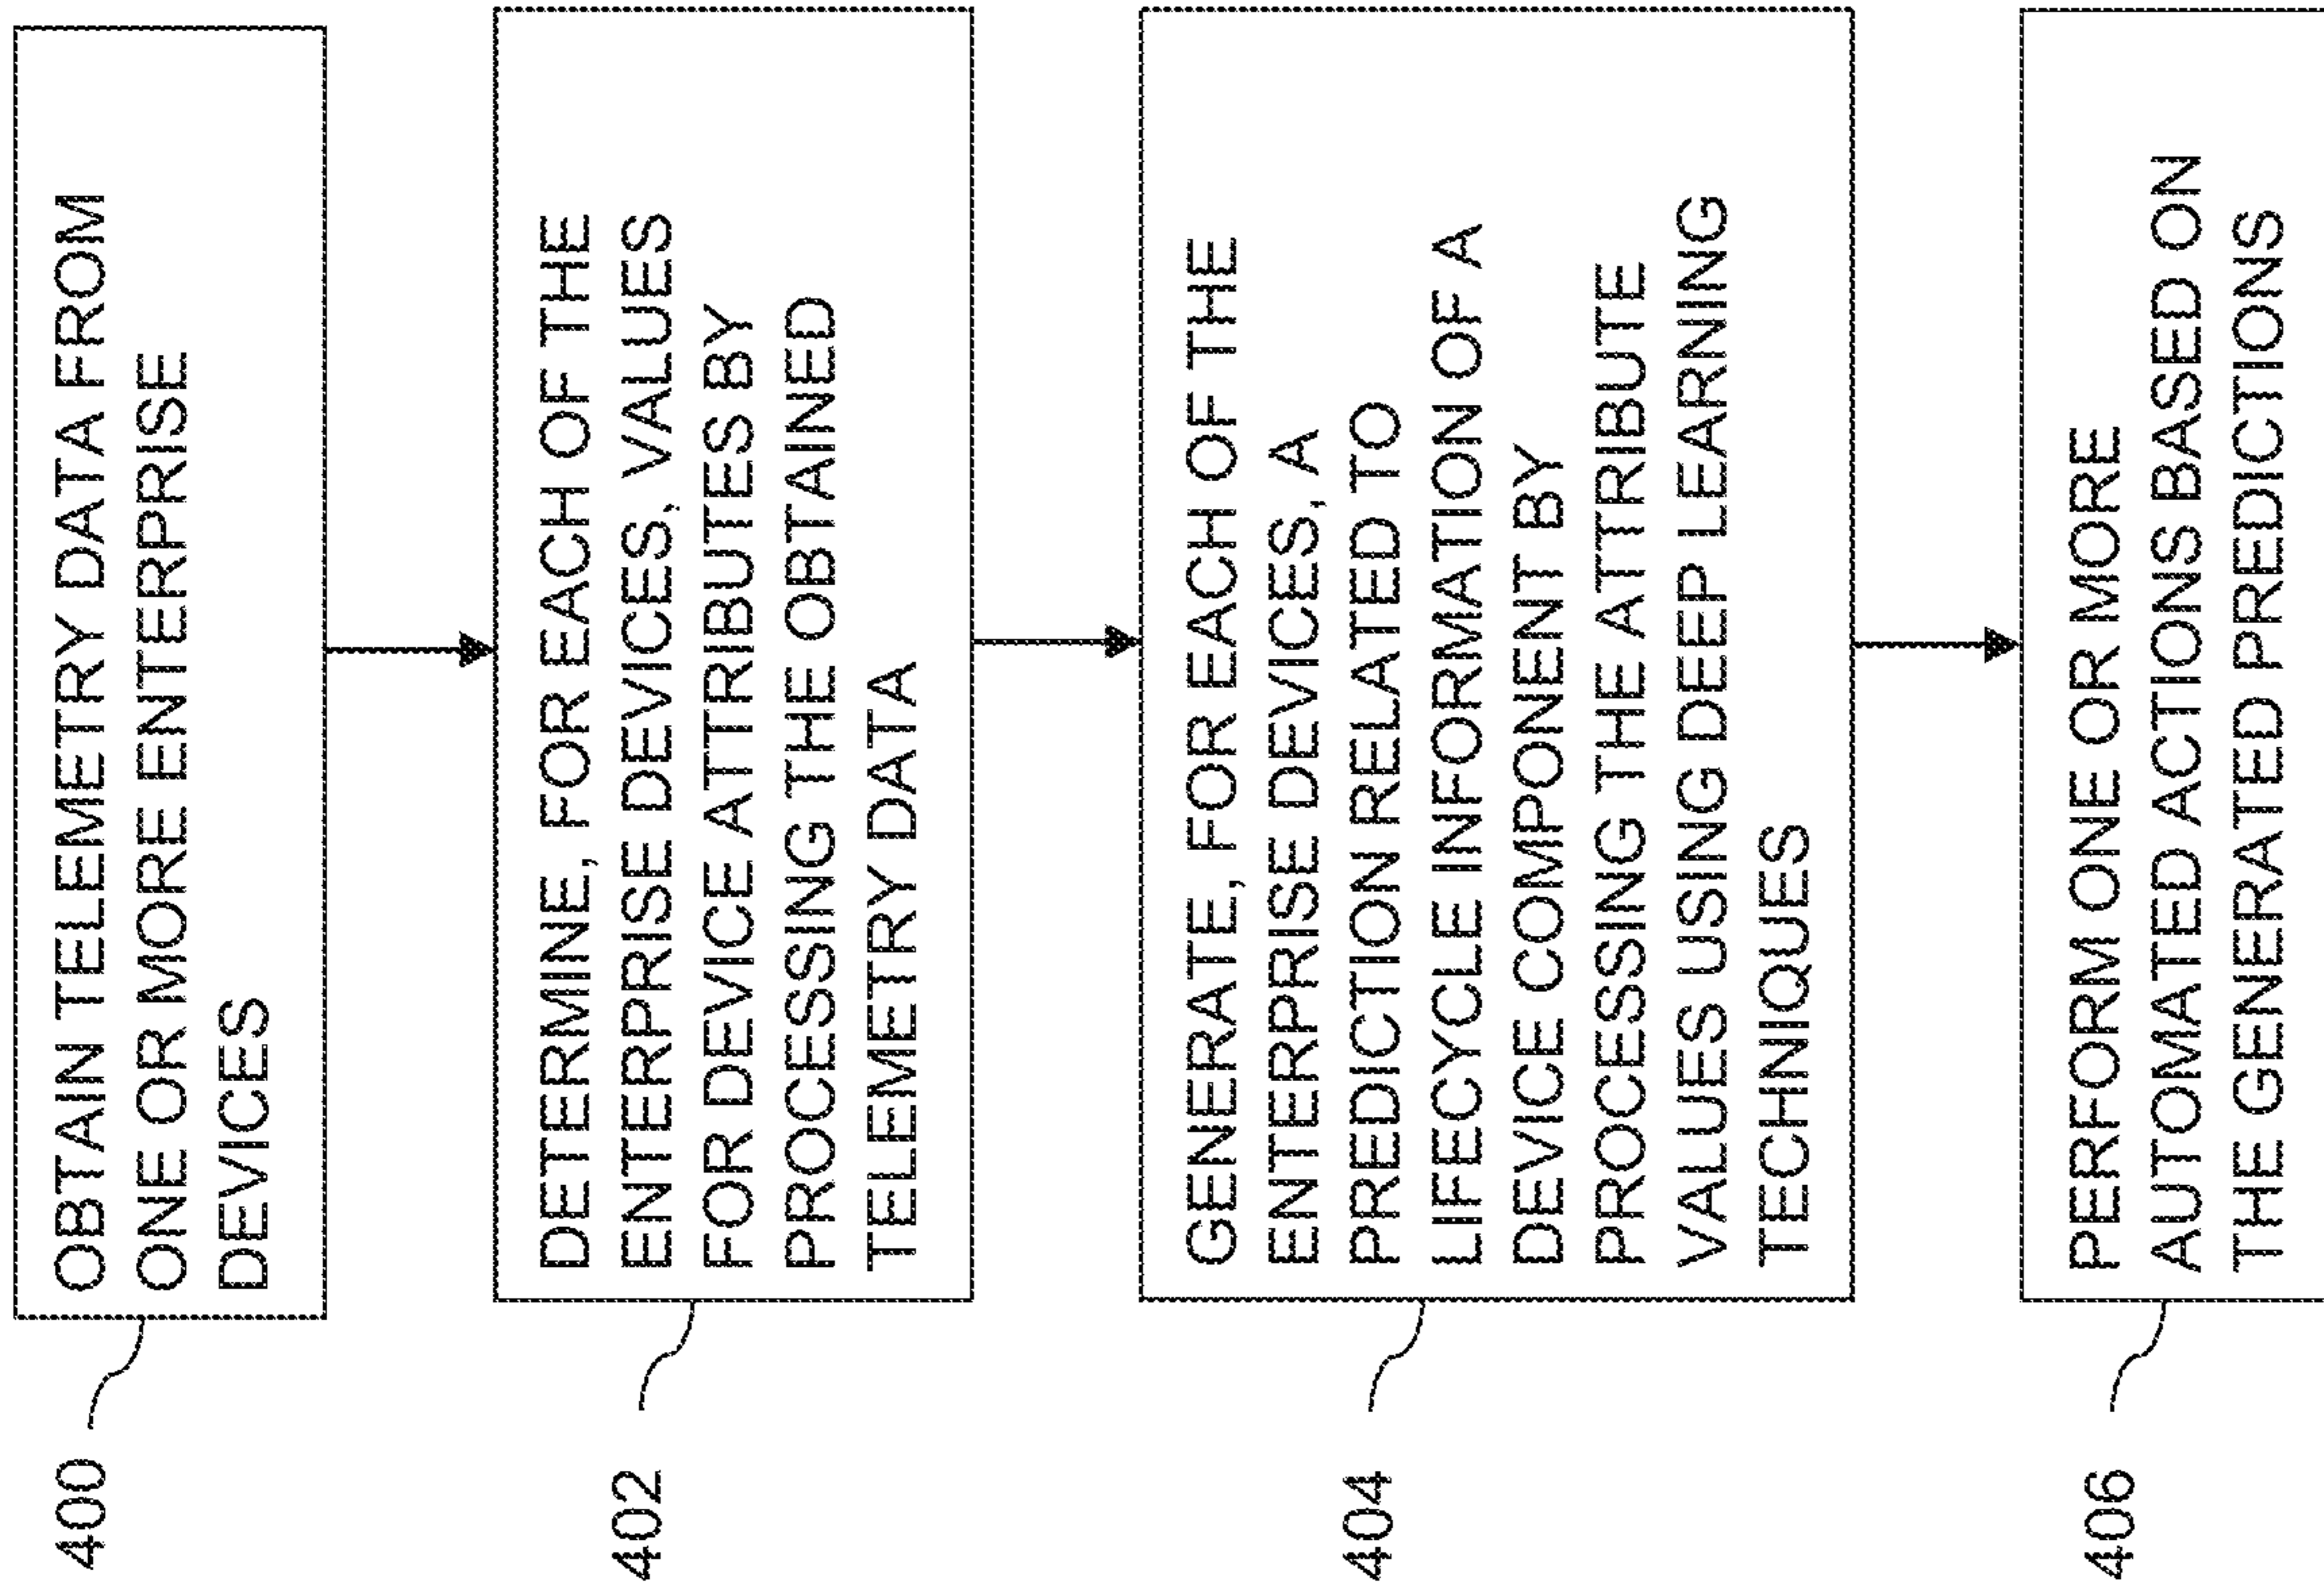 400
OBTAIN TELEMETRY DATA FROM
ONE OR MORE ENTERPRISE
DEVICES
402
DETERMINE, FOR EACH OF THE
ENTERPRISE DEVICES, VALUES
FOR DEVICE ATTRIBUTES BY
PROCESSING THE OBTAINED
TELEMETRY DATA
404
GENERATE, FOR EACH OF THE
ENTERPRISE DEVICES, A
PREDICTION RELATED TO
LIFECYCLE INFORMATION OF A
DEVICE COMPONENT BY
PROCESSING THE ATTRIBUTE
VALUES USING DEEP LEARNING
TECHNIQUES
406
PERFORM ONE OR MORE
AUTOMATED ACTIONS BASED ON
THE GENERATED PREDICTIONS